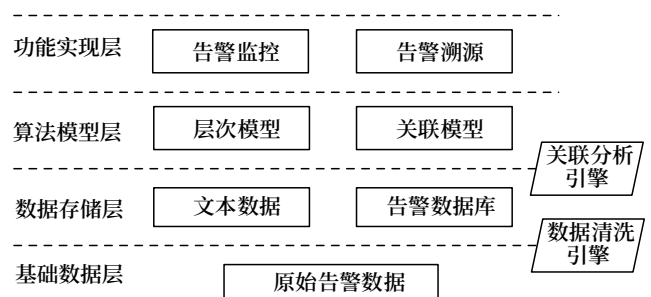 功能实现层
告警监控
告警溯源
算法模型层
层次模型
关联模型
关联分析
引擎
数据存储层
文本数据
告警数据库
数据清洗
引擎
基础数据层
原始告警数据